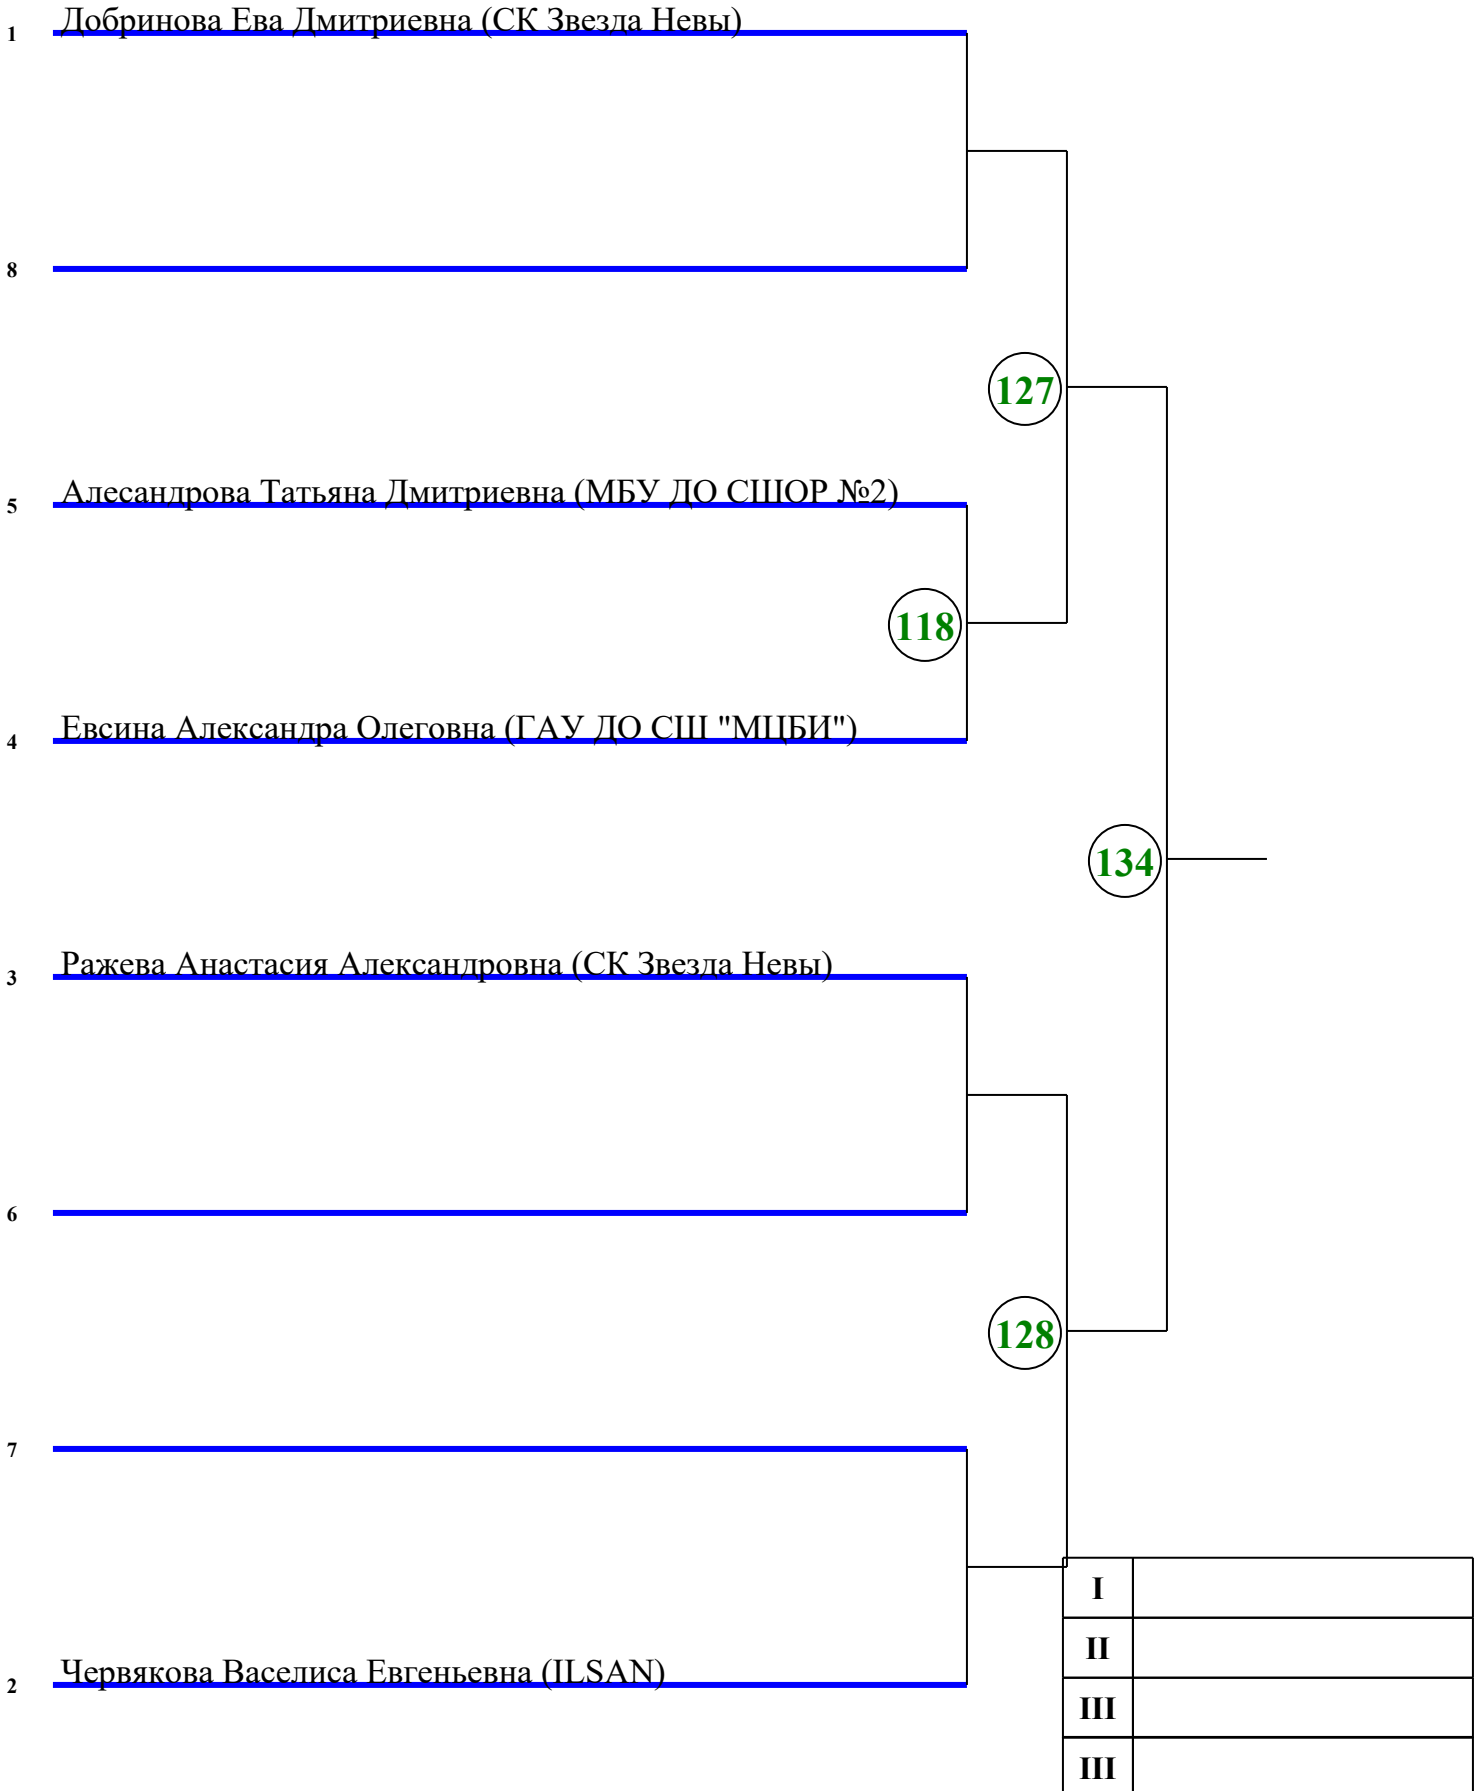 1 Добринова Ева Дмитриевна (СК Звезда Невы)
8
127
5 Алесандрова Татьяна Дмитриевна (МБУ ДО СШОР №2)
118
4 Евсина Александра Олеговна (ГАУ ДО СШ "МЦБИ")
134
3 Ражева Анастасия Александровна (СК Звезда Невы)
6
128
7
I
II
2 Червякова Васелиса Евгеньевна (ILSAN)
III
III